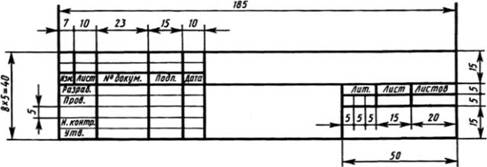 185
7 10 23 15 10
8×5=40
15
Изм. Лист № докум. Подп. Дата
Разраб.
Пров.
Н. контр.
Утв.
5
Лит. Лист Листов
5
5
5 5 5 15 20
15
50